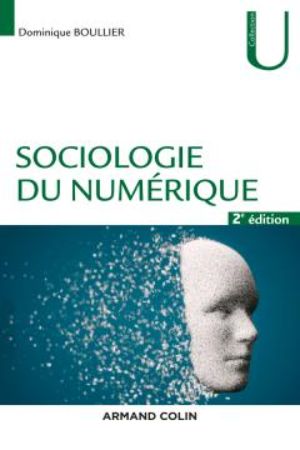 Dominique BOULLIER
Collection
U
SOCIOLOGIE
DU NUMÉRIQUE
2e édition
ARMAND COLIN